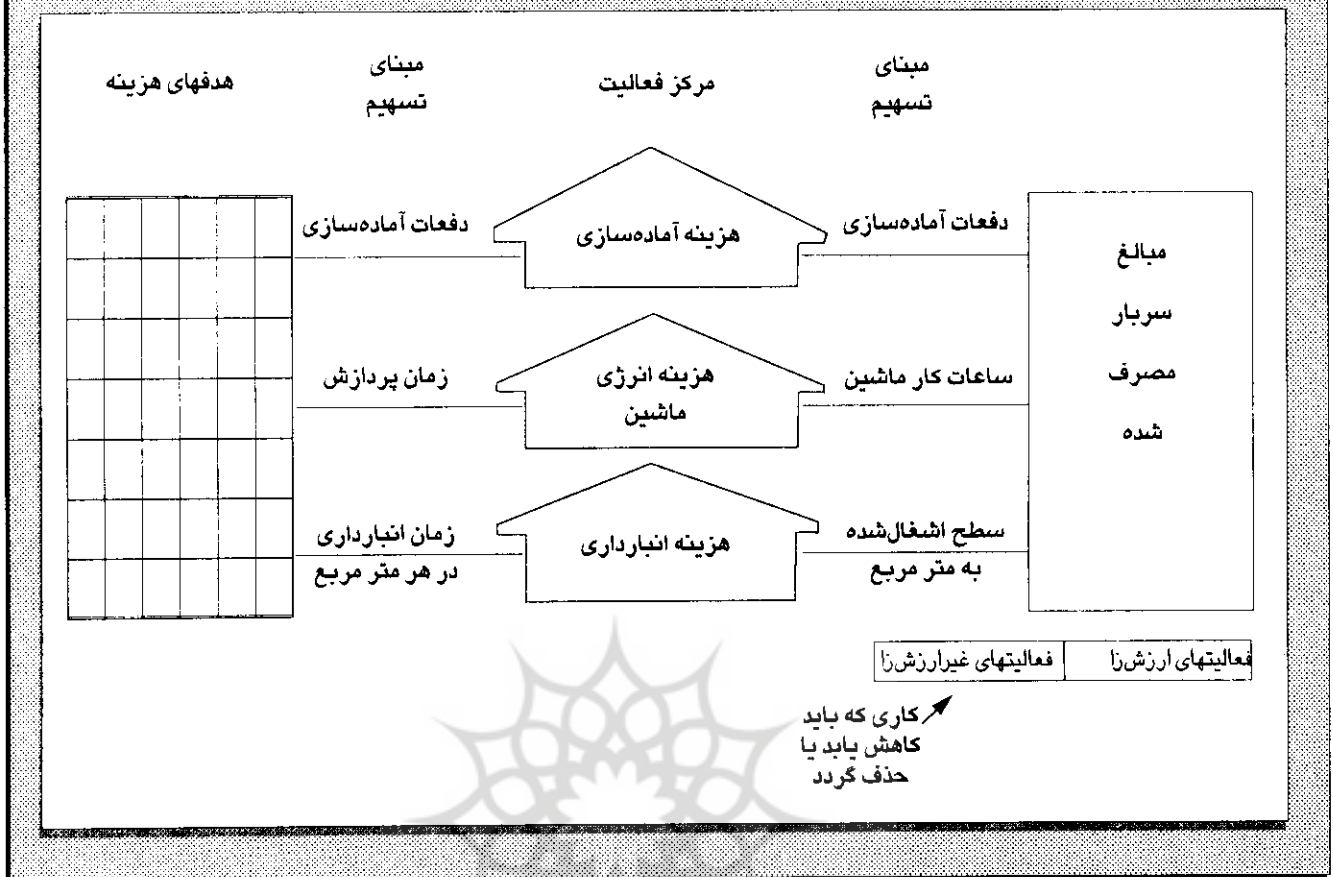 مبنای
تسهیم
مرکز فعالیت
مبنای
تسهیم
هدفهای هزینه
مبالغ
سربار
مصرف
شده
دفعات آماده‌سازی
هزینه آماده‌سازی
دفعات آماده‌سازی
ساعات کار ماشین
هزینه انرژی
ماشین
زمان پردازش
سطح اشغال‌شده
به متر مربع
هزینه انبارداری
زمان انبارداری
در هر متر مربع
فعالیتهای ارزش‌زا
فعالیتهای غیرارزش‌زا
کاری که باید
کاهش یابد یا
حذف گردد